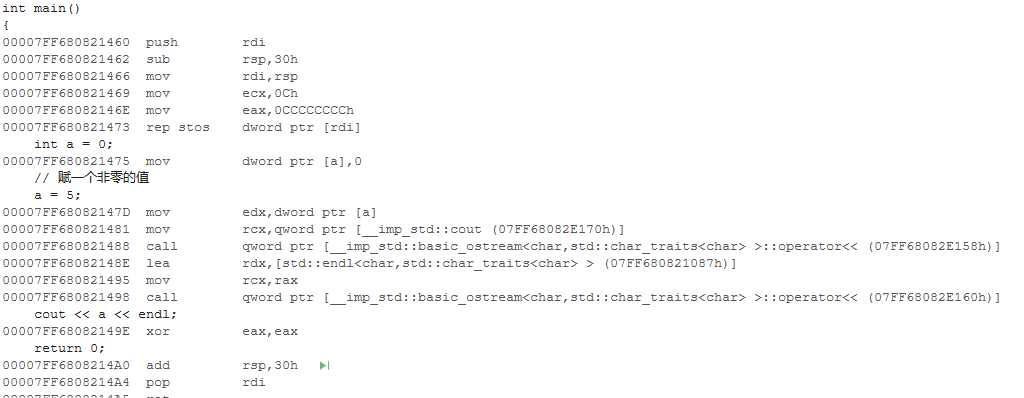 int main()
{
00007FF680821460 push rdi
00007FF680821462 sub rsp,30h
00007FF680821466 mov rdi,rsp
00007FF680821469 mov ecx,0Ch
00007FF68082146E mov eax,0CCCCCCCCh
00007FF680821473 rep stos dword ptr [rdi]
int a = 0;
00007FF680821475 mov dword ptr [a],0
// 赋一个非零的值
a = 5;
00007FF68082147D mov edx,dword ptr [a]
00007FF680821481 mov rcx,qword ptr [__imp_std::cout (07FF68082E170h)]
00007FF680821488 call qword ptr [__imp_std::basic_ostream<char,std::char_traits<char> >::operator<< (07FF68082E158h)]
00007FF68082148E lea rdx,[std::endl<char,std::char_traits<char> > (07FF680821087h)]
00007FF680821495 mov rcx,rax
00007FF680821498 call qword ptr [__imp_std::basic_ostream<char,std::char_traits<char> >::operator<< (07FF68082E160h)]
cout << a << endl;
00007FF68082149E xor eax,eax
return 0;
00007FF6808214A0 add rsp,30h
00007FF6808214A4 pop rdi